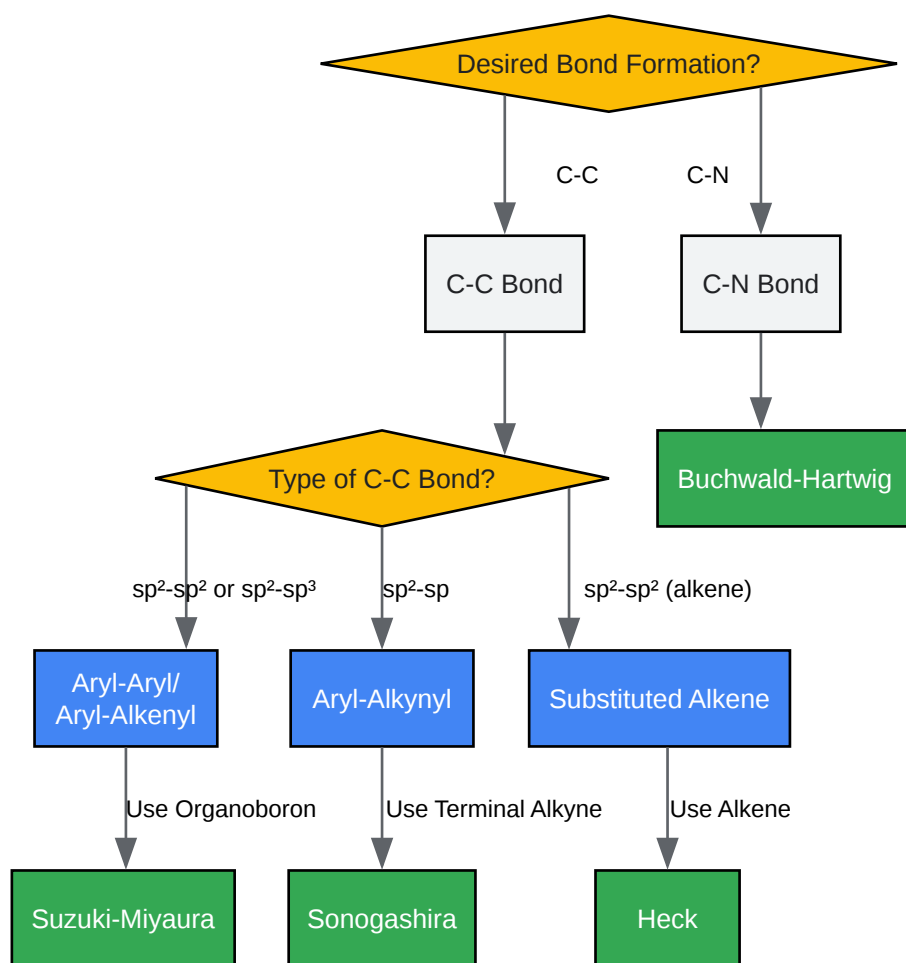 Desired Bond Formation?
C-C
C-N
C-C Bond
C-N Bond
Type of C-C Bond?
Buchwald-Hartwig
sp²-sp² or sp²-sp³
sp²-sp
sp²-sp² (alkene)
Aryl-Aryl/
Aryl-Alkenyl
Aryl-Alkynyl
Substituted Alkene
Use Organoboron
Use Terminal Alkyne
Use Alkene
Suzuki-Miyaura
Sonogashira
Heck